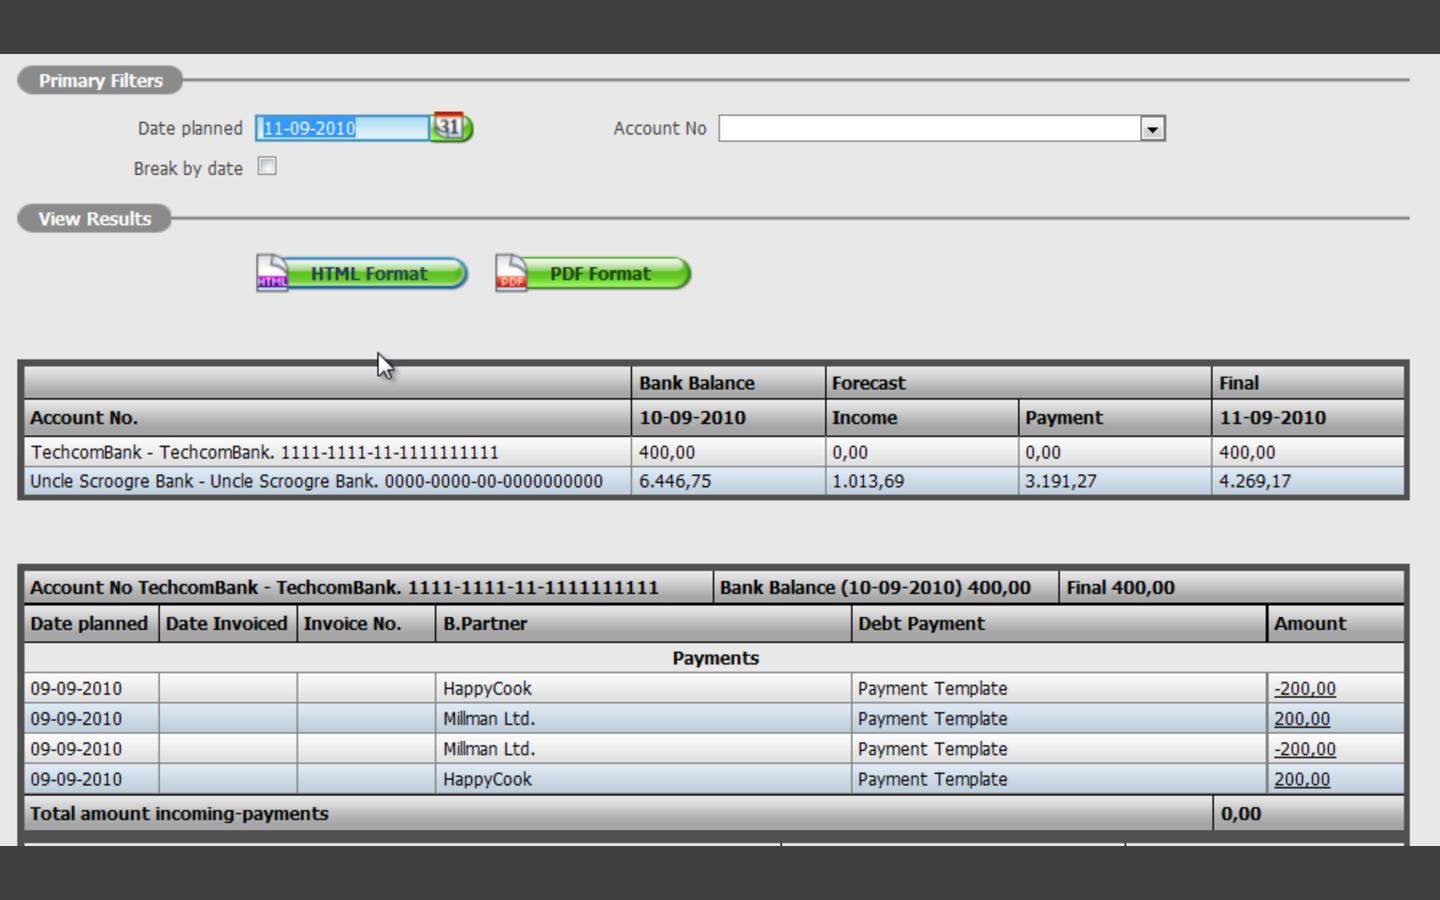 Primary Filters
Date planned 11-09-2010 31 Account No
Break by date
View Results
HTML HTML Format PDF PDF Format
Bank Balance Forecast Final
Account No. 10-09-2010 Income Payment 11-09-2010
TechcomBank - TechcomBank. 1111-1111-11-1111111111 400,00 0,00 0,00 400,00
Uncle Scroogre Bank - Uncle Scroogre Bank. 0000-0000-00-0000000000 6.446,75 1.013,69 3.191,27 4.269,17
Account No TechcomBank - TechcomBank. 1111-1111-11-1111111111 Bank Balance (10-09-2010) 400,00 Final 400,00
Date planned Date Invoiced Invoice No. B.Partner Debt Payment Amount
Payments
09-09-2010 HappyCook Payment Template -200,00
09-09-2010 Millman Ltd. Payment Template 200,00
09-09-2010 Millman Ltd. Payment Template -200,00
09-09-2010 HappyCook Payment Template 200,00
Total amount incoming-payments 0,00